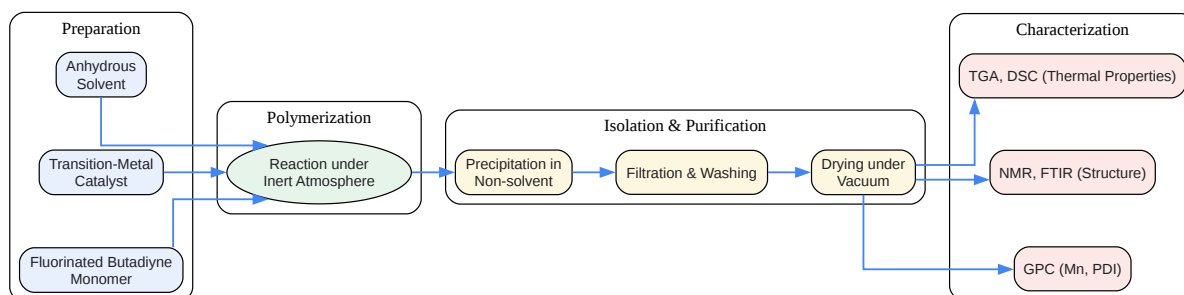 Preparation
Anhydrous
Solvent
Transition-Metal
Catalyst
Fluorinated Butadiyne
Monomer
Polymerization
Reaction under
Inert Atmosphere
Isolation & Purification
Precipitation in
Non-solvent
Filtration & Washing
Drying under
Vacuum
Characterization
TGA, DSC (Thermal Properties)
NMR, FTIR (Structure)
GPC (Mn, PDI)